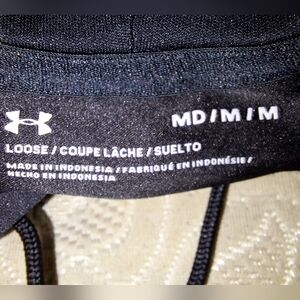 MD/M/M
LOOSE / COUPE LÂCHE / SUELTO
MADE IN INDONESIA / FABRIQUÉ EN INDONÉSIE /
HECHO EN INDONESIA